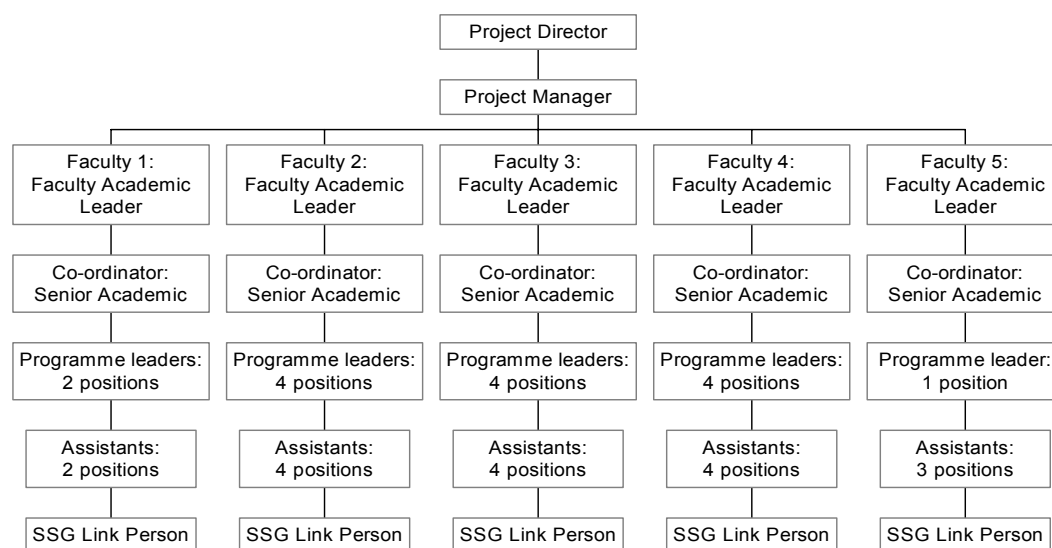 Project Director
Project Manager
Faculty 1:
Faculty Academic
Leader
Faculty 2:
Faculty Academic
Leader
Faculty 3:
Faculty Academic
Leader
Faculty 4:
Faculty Academic
Leader
Faculty 5:
Faculty Academic
Leader
Co-ordinator:
Senior Academic
Co-ordinator:
Senior Academic
Co-ordinator:
Senior Academic
Co-ordinator:
Senior Academic
Co-ordinator:
Senior Academic
Programme leaders:
2 positions
Programme leaders:
4 positions
Programme leaders:
4 positions
Programme leaders:
4 positions
Programme leader:
1 position
Assistants:
2 positions
Assistants:
4 positions
Assistants:
4 positions
Assistants:
4 positions
Assistants:
3 positions
SSG Link Person
SSG Link Person
SSG Link Person
SSG Link Person
SSG Link Person